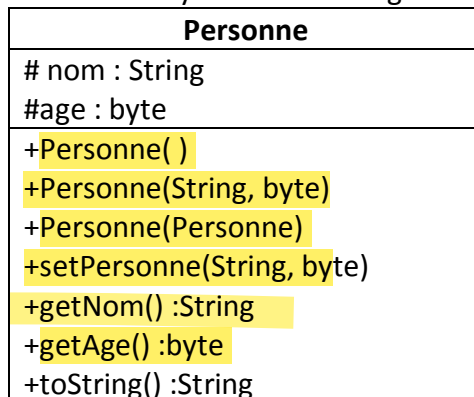 Personne
# nom : String
#age : byte
+Personne( )
+Personne(String, byte)
+Personne(Personne)
+setPersonne(String, byte)
+getNom() :String
+getAge() :byte
+toString() :String